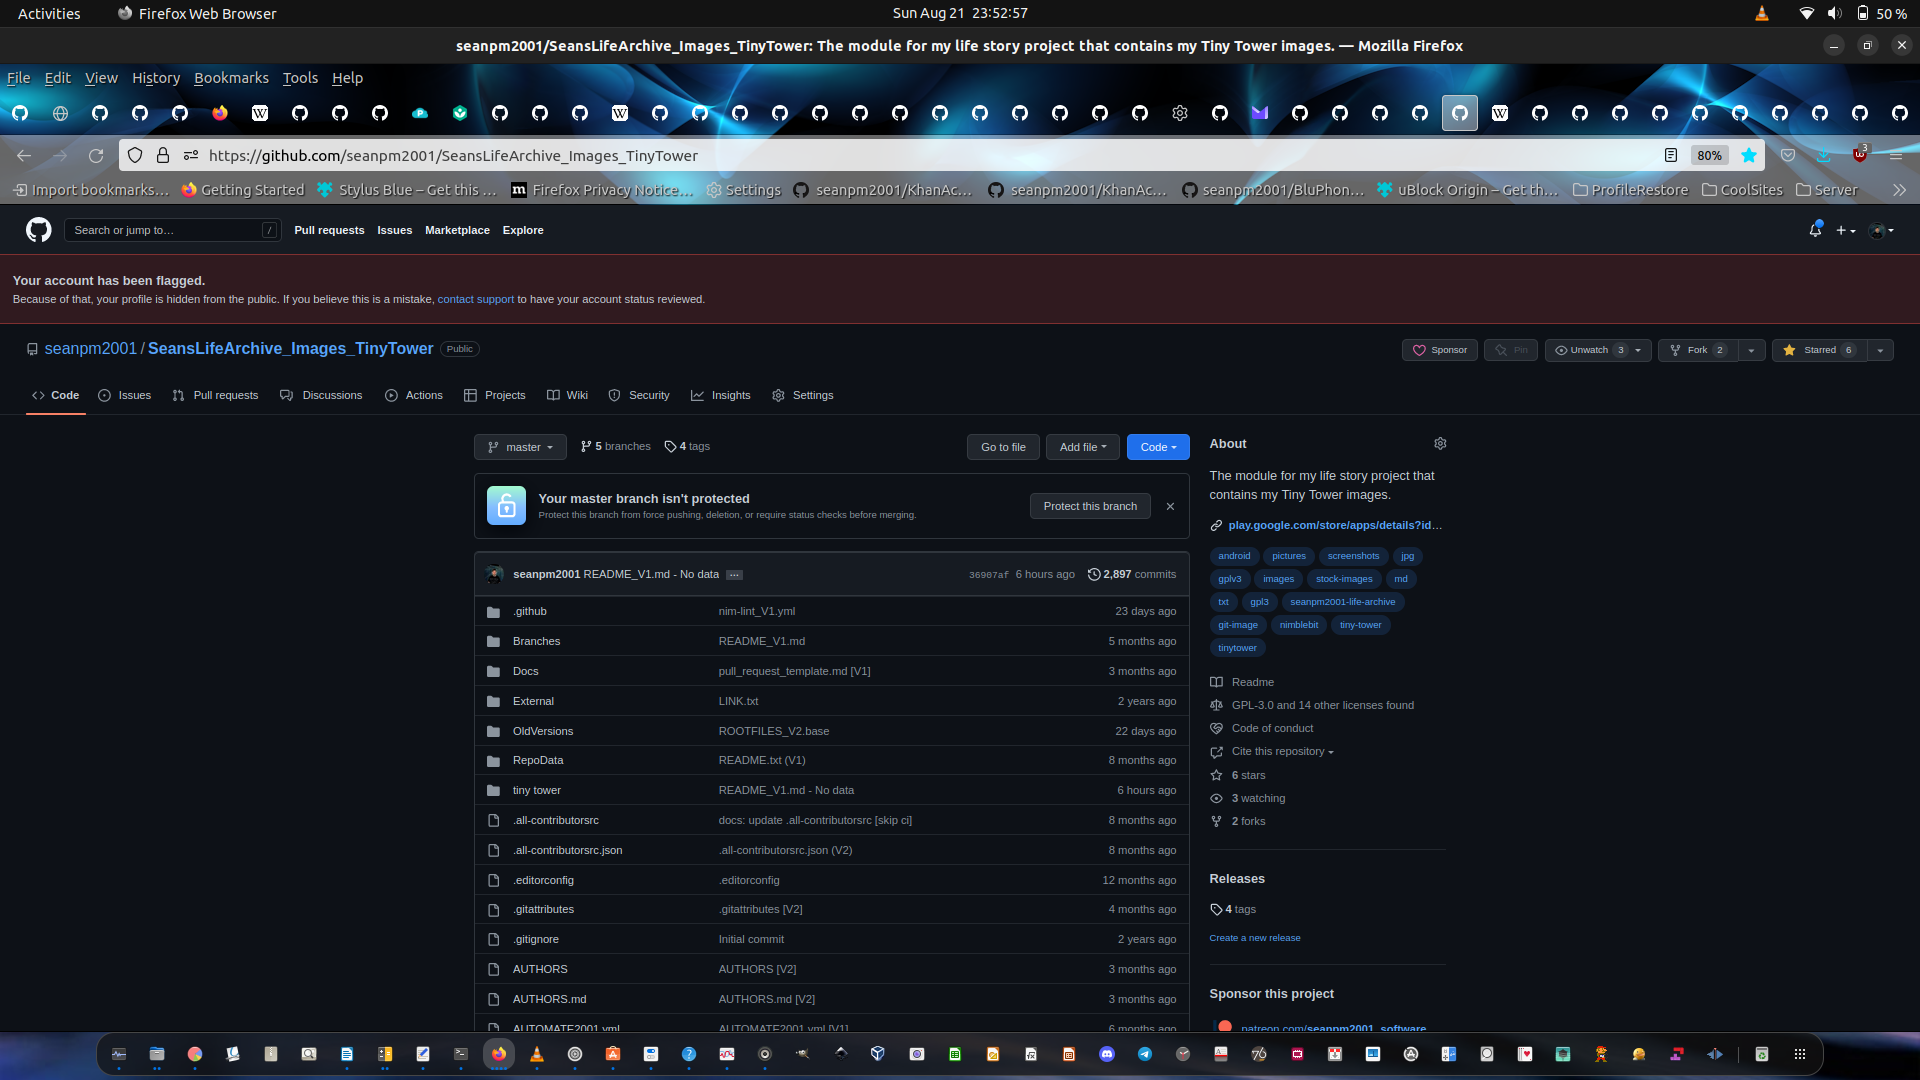 Activities
Firefox Web Browser
Sun Aug 21 23:52:57
50 %
seanpm2001/SeansLifeArchive_Images_TinyTower: The module for my life story project that contains my Tiny Tower images. — Mozilla Firefox
File Edit View History Bookmarks Tools Help
https://github.com/seanpm2001/SeansLifeArchive_Images_TinyTower
80%
3
Import bookmarks… Getting Started Stylus Blue – Get this … Firefox Privacy Notice… Settings seanpm2001/KhanAc… seanpm2001/KhanAc… seanpm2001/BluPhon… uBlock Origin – Get th… ProfileRestore CoolSites Server
Search or jump to… /
Pull requests Issues Marketplace Explore
Your account has been flagged.
Because of that, your profile is hidden from the public. If you believe this is a mistake, contact support to have your account status reviewed.
seanpm2001 / SeansLifeArchive_Images_TinyTower Public
Sponsor Pin Unwatch 3 Fork 2 Starred 6
Code Issues Pull requests Discussions Actions Projects Wiki Security Insights Settings
master 5 branches 4 tags Go to file Add file Code
Your master branch isn't protected
Protect this branch from force pushing, deletion, or require status checks before merging.
Protect this branch
seanpm2001 README_V1.md - No data … 36907af 6 hours ago 2,897 commits
.github nim-lint_V1.yml 23 days ago
Branches README_V1.md 5 months ago
Docs pull_request_template.md [V1] 3 months ago
External LINK.txt 2 years ago
OldVersions ROOTFILES_V2.base 22 days ago
RepoData README.txt (V1) 8 months ago
tiny tower README_V1.md - No data 6 hours ago
.all-contributorsrc docs: update .all-contributorsrc [skip ci] 8 months ago
.all-contributorsrc.json .all-contributorsrc.json (V2) 8 months ago
.editorconfig .editorconfig 12 months ago
.gitattributes .gitattributes [V2] 4 months ago
.gitignore Initial commit 2 years ago
AUTHORS AUTHORS [V2] 3 months ago
AUTHORS.md AUTHORS.md [V2] 3 months ago
AUTOMATE2001.yml AUTOMATE2001.yml [V1] 6 months ago
About
The module for my life story project that
contains my Tiny Tower images.
play.google.com/store/apps/details?id…
android pictures screenshots jpg
gplv3 images stock-images md
txt gpl3 seanpm2001-life-archive
git-image nimblebit tiny-tower
tinytower
Readme
GPL-3.0 and 14 other licenses found
Code of conduct
Cite this repository
6 stars
3 watching
2 forks
Releases
4 tags
Create a new release
Sponsor this project
patreon.com/seanpm2001_software